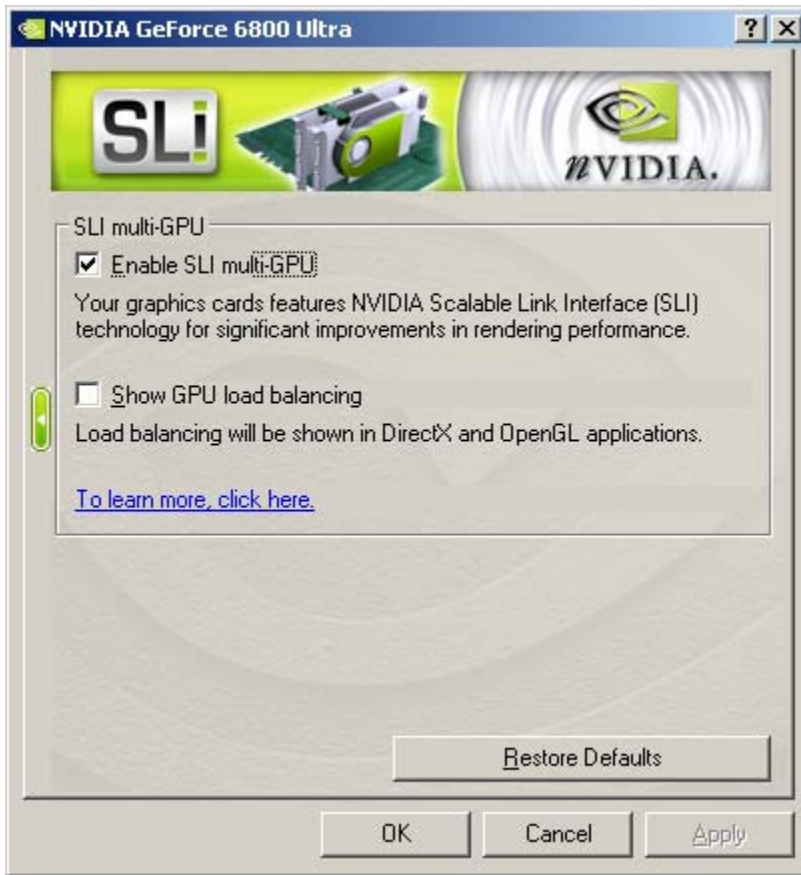 NVIDIA GeForce 6800 Ultra
SLi
nVIDIA.
SLI multi-GPU
Enable SLI multi-GPU
Your graphics cards features NVIDIA Scalable Link Interface (SLI)
technology for significant improvements in rendering performance.
Show GPU load balancing
Load balancing will be shown in DirectX and OpenGL applications.
To learn more, click here.
Restore Defaults
OK
Cancel
Apply